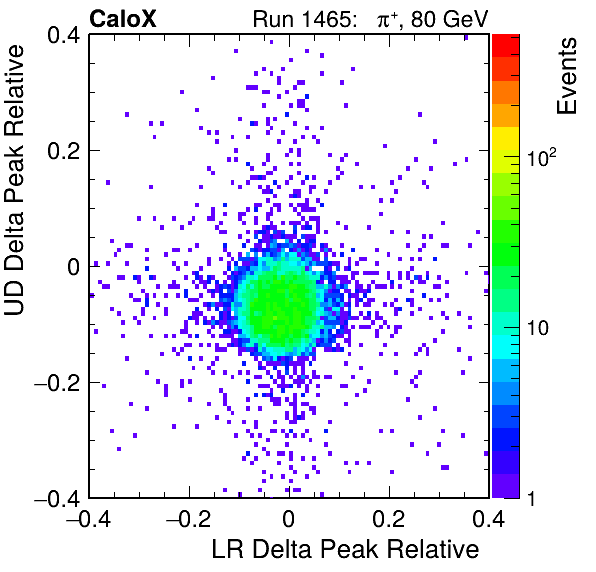 CaloX Run 1465: π⁺, 80 GeV
UD Delta Peak Relative
0.4
0.2
0
−0.2
−0.4
−0.4 −0.2 0 0.2 0.4
LR Delta Peak Relative
Events
10²
10
1